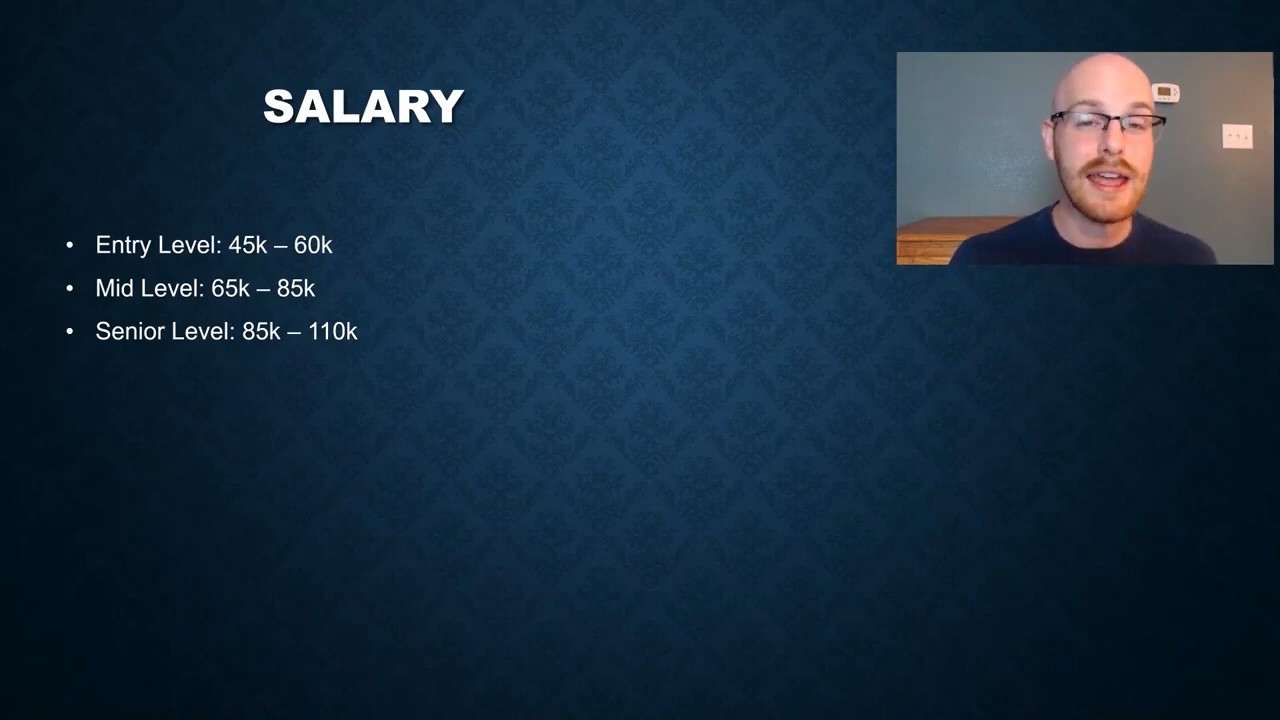 SALARY
• Entry Level: 45k – 60k
• Mid Level: 65k – 85k
• Senior Level: 85k – 110k